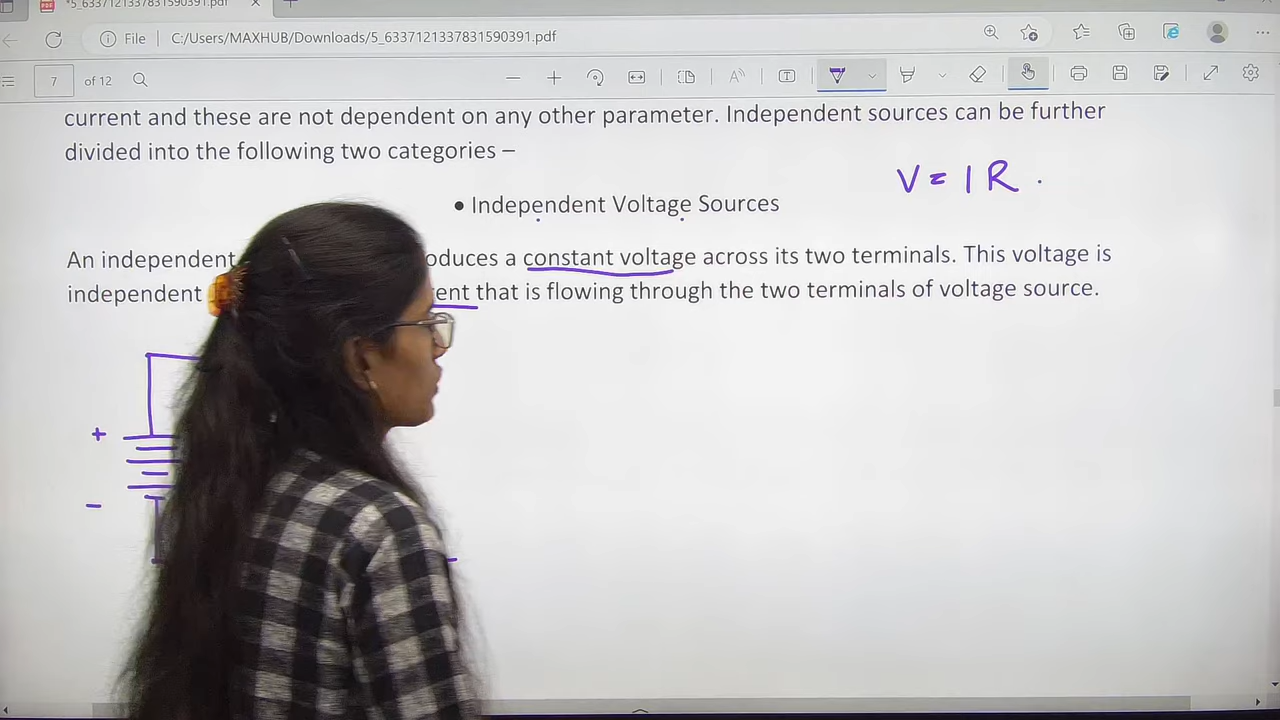 *5_6337121337831590391.pdf
File C:/Users/MAXHUB/Downloads/5_6337121337831590391.pdf
7 of 12
current and these are not dependent on any other parameter. Independent sources can be further
divided into the following two categories –
V = I R .
• Independent Voltage Sources
An independent oduces a constant voltage across its two terminals. This voltage is
independent ent that is flowing through the two terminals of voltage source.
+
-